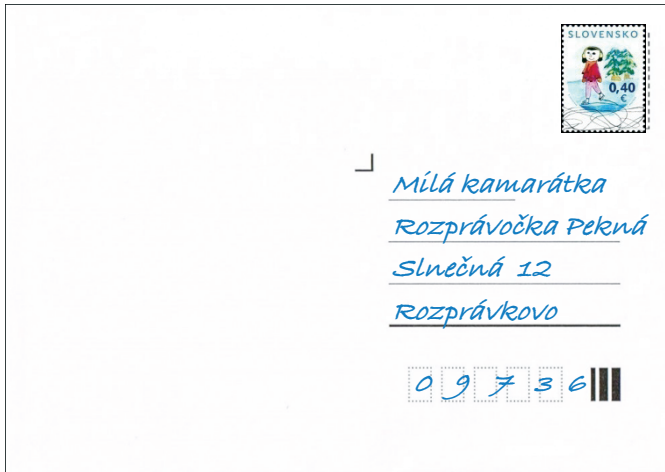 SLOVENSKO
0,40
€
Milá kamarátka
Rozprávočka Pekná
Slnečná 12
Rozprávkovo
0 9 7 3 6